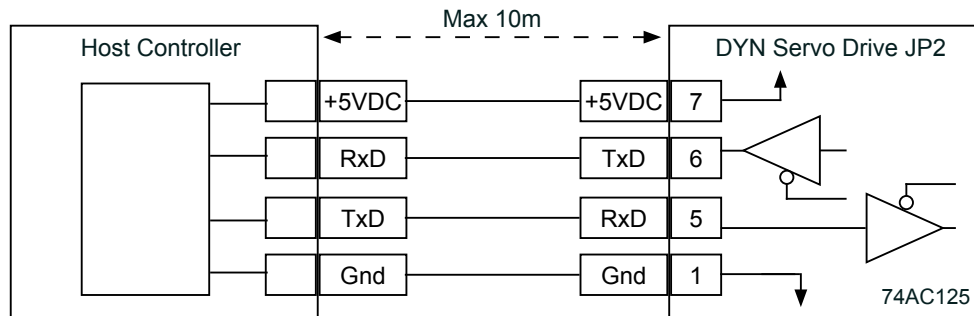 Max 10m
Host Controller
DYN Servo Drive JP2
+5VDC
+5VDC
7
RxD
TxD
6
TxD
RxD
5
Gnd
Gnd
1
74AC125